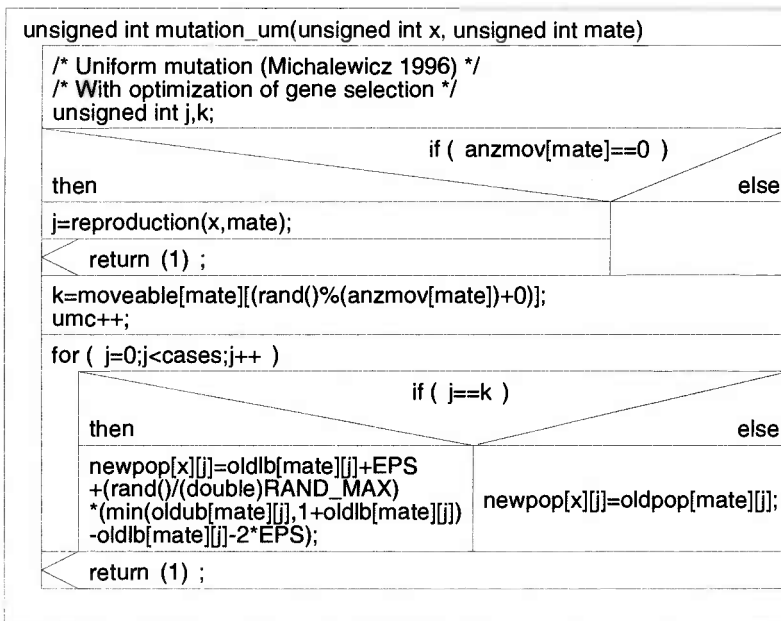 unsigned int mutation_um(unsigned int x, unsigned int mate)
/* Uniform mutation (Michalewicz 1996) */
/* With optimization of gene selection */
unsigned int j,k;
if ( anzmov[mate]==0 )
then
else
j=reproduction(x,mate);
return (1) ;
k=moveable[mate][(rand()%(anzmov[mate])+0)];
umc++;
for ( j=0;j<cases;j++ )
if ( j==k )
then
else
newpop[x][j]=oldlb[mate][j]+EPS
+(rand()/(double)RAND_MAX)
*(min(oldub[mate][j],1+oldlb[mate][j])
-oldlb[mate][j]-2*EPS);
newpop[x][j]=oldpop[mate][j];
return (1) ;